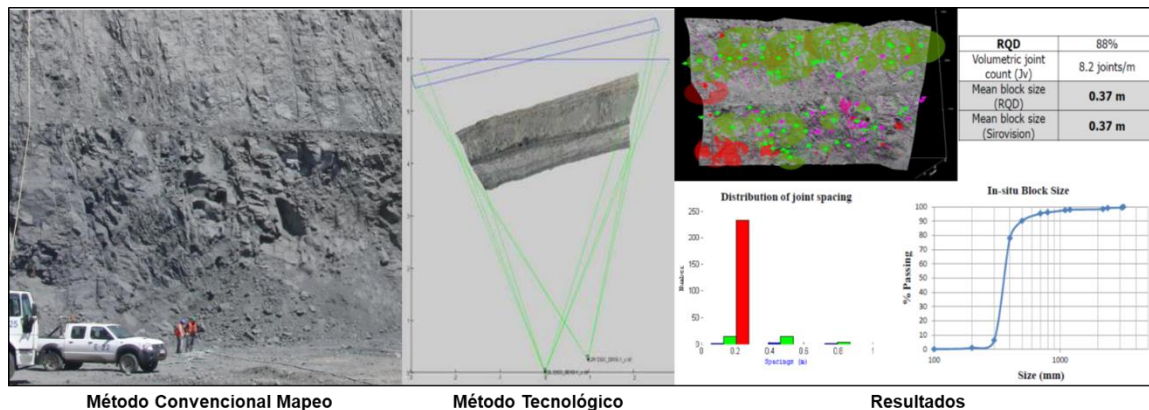 RQD 88%
Volumetric joint count (Jv) 8.2 joints/m
Mean block size (RQD) 0.37 m
Mean block size (Sirovision) 0.37 m
Distribution of joint spacing
250
200
150
100
50
0
0 0.2 0.4 0.6 0.8 1
Spacings (m)
In-situ Block Size
% Passing
100
90
80
70
60
50
40
30
20
10
0
100 1000
Size (mm)
Método Convencional Mapeo
Método Tecnológico
Resultados